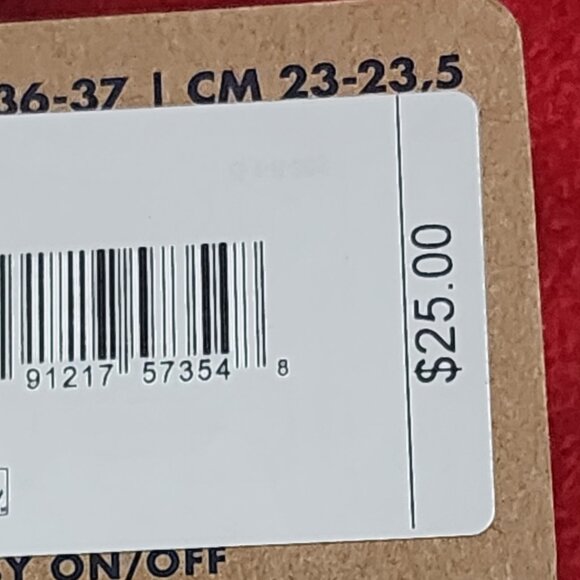 36-37 | CM 23-23,5
$25.00
91217 57354 8
Y ON/OFF